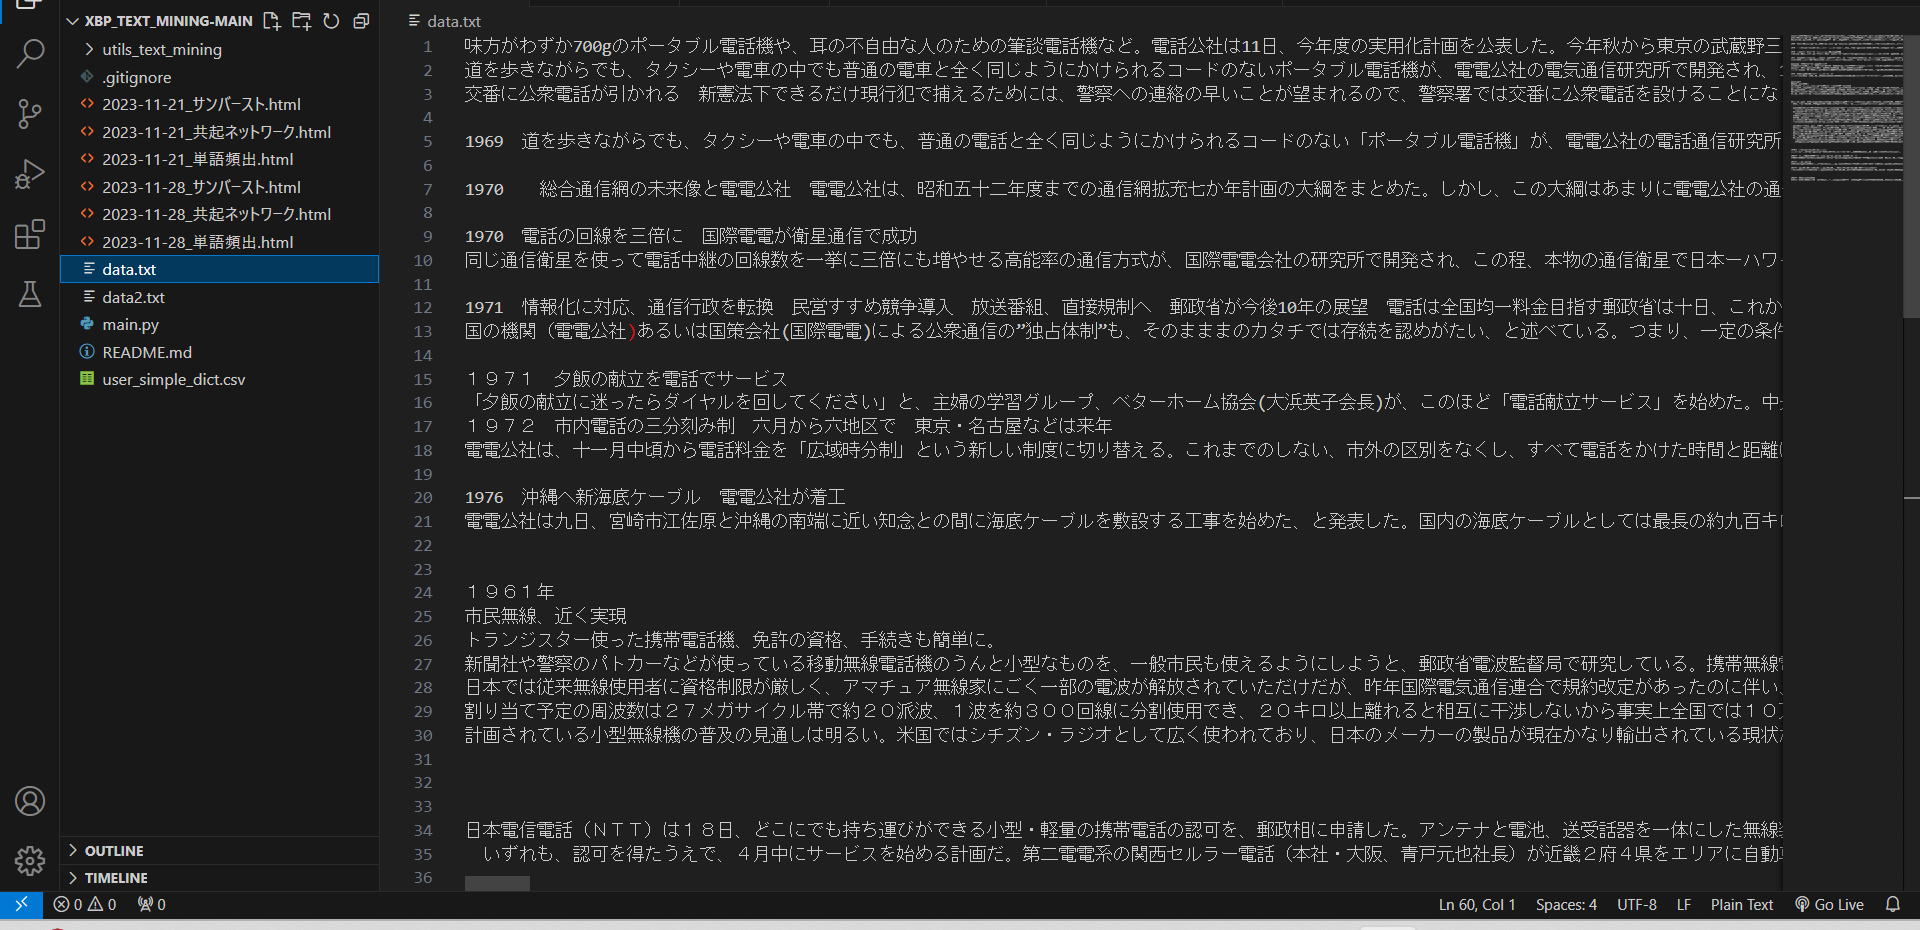 XBP_TEXT_MINING-MAIN
utils_text_mining
.gitignore
2023-11-21_サンバースト.html
2023-11-21_共起ネットワーク.html
2023-11-21_単語頻出.html
2023-11-28_サンバースト.html
2023-11-28_共起ネットワーク.html
2023-11-28_単語頻出.html
data.txt
data2.txt
main.py
README.md
user_simple_dict.csv
OUTLINE
TIMELINE
data.txt
1 味方がわずか700gのポータブル電話機や、耳の不自由な人のための筆談電話機など。電話公社は11日、今年度の実用化計画を公表した。今年秋から東京の武蔵野三
2 道を歩きながらでも、タクシーや電車の中でも普通の電車と全く同じようにかけられるコードのないポータブル電話機が、電電公社の電気通信研究所で開発され、
3 交番に公衆電話が引かれる　新憲法下できるだけ現行犯で捕えるためには、警察への連絡の早いことが望まれるので、警察署では交番に公衆電話を設けることにな
4
5 1969　道を歩きながらでも、タクシーや電車の中でも、普通の電話と全く同じようにかけられるコードのない「ポータブル電話機」が、電電公社の電話通信研究所
6
7 1970　　総合通信網の未来像と電電公社　電電公社は、昭和五十二年度までの通信網拡充七か年計画の大綱をまとめた。しかし、この大綱はあまりに電電公社の通
8
9 1970　電話の回線を三倍に　国際電電が衛星通信で成功
10 同じ通信衛星を使って電話中継の回線数を一挙に三倍にも増やせる高能率の通信方式が、国際電電会社の研究所で開発され、この程、本物の通信衛星で日本ーハワ
11
12 1971　情報化に対応、通信行政を転換　民営すすめ競争導入　放送番組、直接規制へ　郵政省が今後10年の展望　電話は全国均一料金目指す郵政省は十日、これか
13 国の機関（電電公社)あるいは国策会社(国際電電)による公衆通信の”独占体制”も、そのまままのカタチでは存続を認めがたい、と述べている。つまり、一定の条件
14
15 １９７１　夕飯の献立を電話でサービス
16 「夕飯の献立に迷ったらダイヤルを回してください」と、主婦の学習グループ、ベターホーム協会(大浜英子会長)が、このほど「電話献立サービス」を始めた。中
17 １９７２　市内電話の三分刻み制　六月から六地区で　東京・名古屋などは来年
18 電電公社は、十一月中頃から電話料金を「広域時分制」という新しい制度に切り替える。これまでのしない、市外の区別をなくし、すべて電話をかけた時間と距離
19
20 1976　沖縄へ新海底ケーブル　電電公社が着工
21 電電公社は九日、宮崎市江佐原と沖縄の南端に近い知念との間に海底ケーブルを敷設する工事を始めた、と発表した。国内の海底ケーブルとしては最長の約九百キロ
22
23
24 １９６１年
25 市民無線、近く実現
26 トランジスター使った携帯電話機、免許の資格、手続きも簡単に。
27 新聞社や警察のパトカーなどが使っている移動無線電話機のうんと小型なものを、一般市民も使えるようにしようと、郵政省電波監督局で研究している。携帯無線
28 日本では従来無線使用者に資格制限が厳しく、アマチュア無線家にごく一部の電波が解放されていただけだが、昨年国際電気通信連合で規約改定があったのに伴い、
29 割り当て予定の周波数は２７メガサイクル帯で約２０派波、１波を約３００回線に分割使用でき、２０キロ以上離れると相互に干渉しないから事実上全国では１０
30 計画されている小型無線機の普及の見通しは明るい。米国ではシチズン・ラジオとして広く使われており、日本のメーカーの製品が現在かなり輸出されている現状
31
32
33
34 日本電信電話（ＮＴＴ）は１８日、どこにでも持ち運びができる小型・軽量の携帯電話の認可を、郵政相に申請した。アンテナと電池、送受話器を一体にした無線
35 　いずれも、認可を得たうえで、４月中にサービスを始める計画だ。第二電電系の関西セルラー電話（本社・大阪、青戸元也社長）が近畿２府４県をエリアに自動
36
0 0 0
Ln 60, Col 1 Spaces: 4 UTF-8 LF Plain Text Go Live